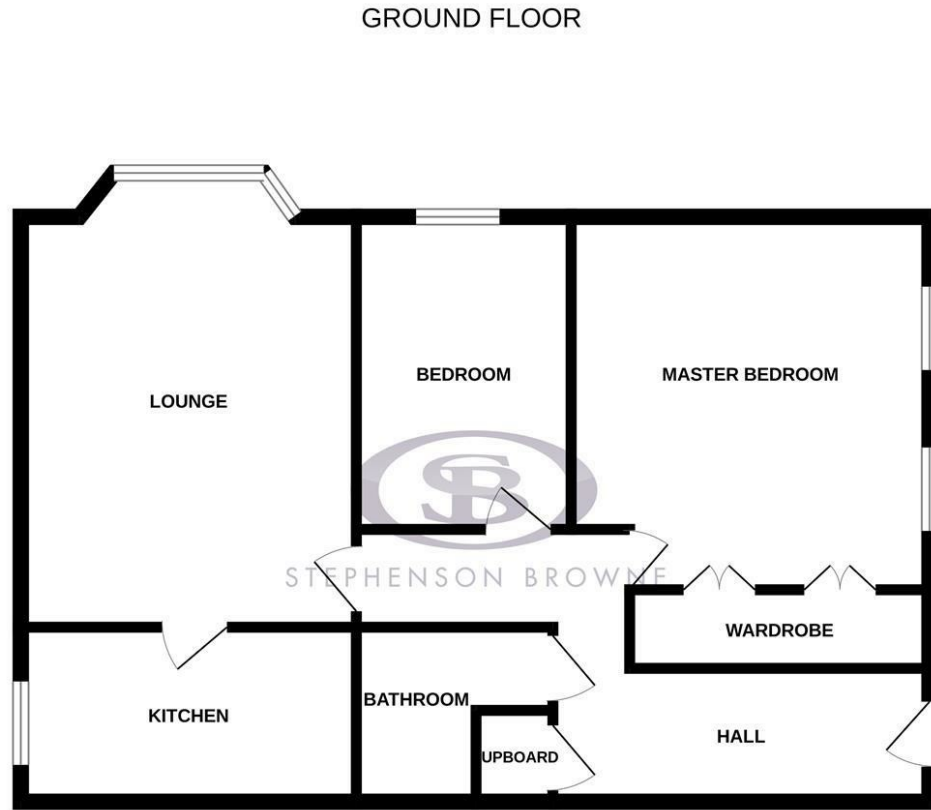 GROUND FLOOR
LOUNGE
BEDROOM
MASTER BEDROOM
SB
STEPHENSON BROWNE
WARDROBE
KITCHEN
BATHROOM
UPBOARD
HALL